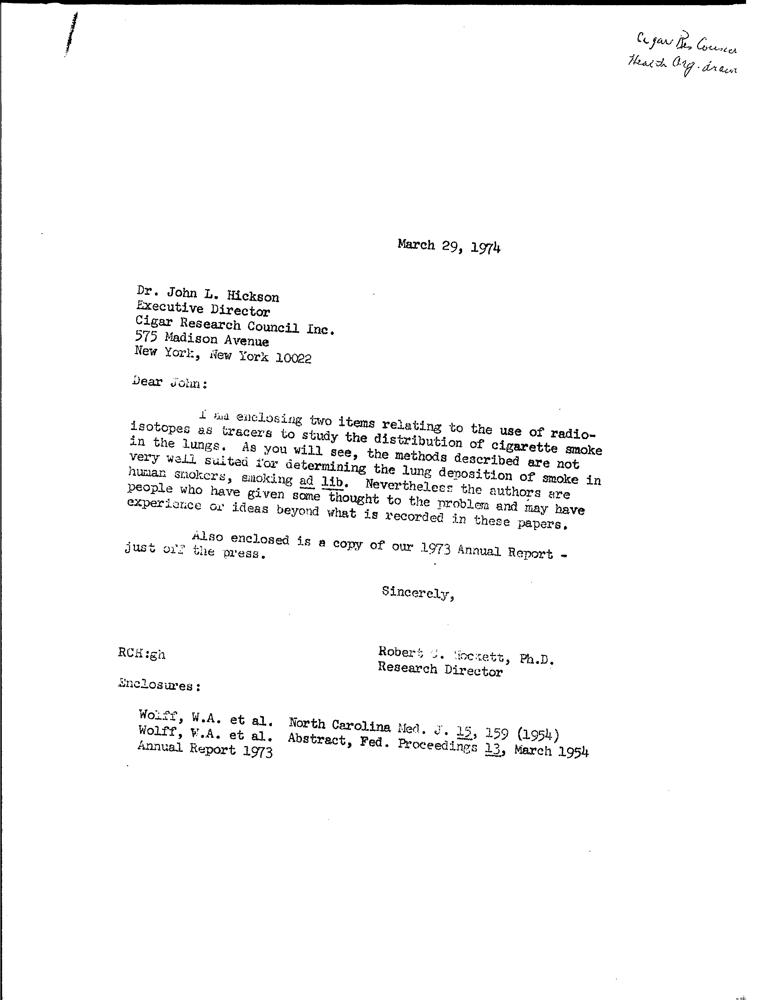 Cigar Res Council
Health Org.
March 29, 1974
Dr. John L. Hickson
Executive Director
Cigar Research Council Inc.
575 Madison Avenue
New York, New York 10022
Dear John:
I am enclosing two items relating to the use of radio-
isotopes as tracers to study the distribution of cigarette smoke
in the lungs. As you will see, the methods described are not
very well suited for determining the lung deposition of smoke in
human smokers, smoking ad lib. Nevertheless the authors are
people who have given some thought to the problem and may have
experience or ideas beyond what is recorded in these papers.
Also enclosed is a copy of our 1973 Annual Report -
just off the press.
Sincerely,
RCH:gh
Robert C. Hockett, Ph.D.
Research Director
Enclosures:
Wolff, W.A. et al. North Carolina Med. J. 15, 159 (1954)
Wolff, W.A. et al. Abstract, Fed. Proceedings 13, March 1954
Annual Report 1973